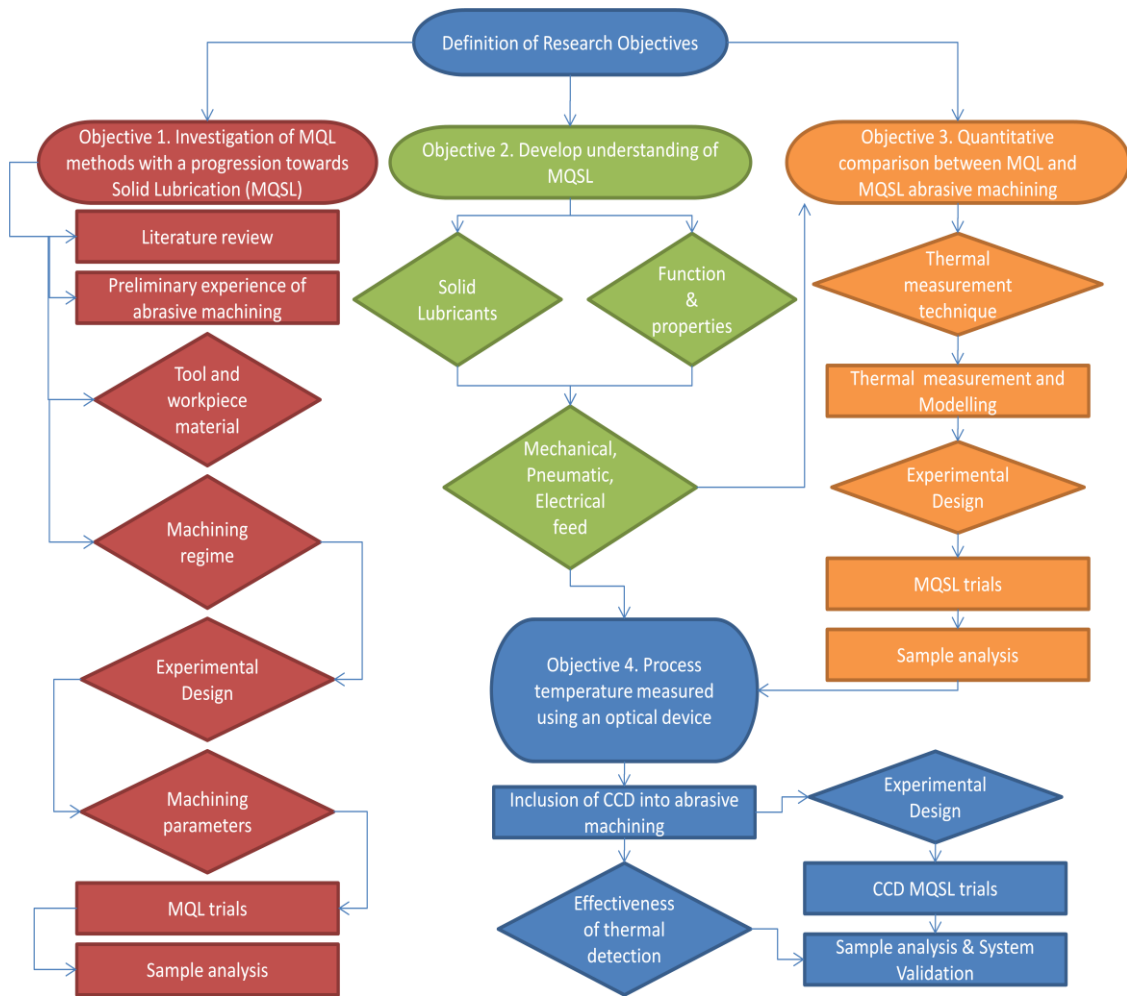 Definition of Research Objectives
Objective 1. Investigation of MQL
methods with a progression towards
Solid Lubrication (MQSL)
Literature review
Preliminary experience of
abrasive machining
Tool and
workpiece
material
Machining
regime
Experimental
Design
Machining
parameters
MQL trials
Sample analysis
Objective 2. Develop understanding of
MQSL
Solid
Lubricants
Function
&
properties
Mechanical,
Pneumatic,
Electrical
feed
Objective 3. Quantitative
comparison between MQL and
MQSL abrasive machining
Thermal
measurement
technique
Thermal measurement and
Modelling
Experimental
Design
MQSL trials
Sample analysis
Objective 4. Process
temperature measured
using an optical device
Inclusion of CCD into abrasive
machining
Effectiveness
of thermal
detection
Experimental
Design
CCD MQSL trials
Sample analysis & System
Validation